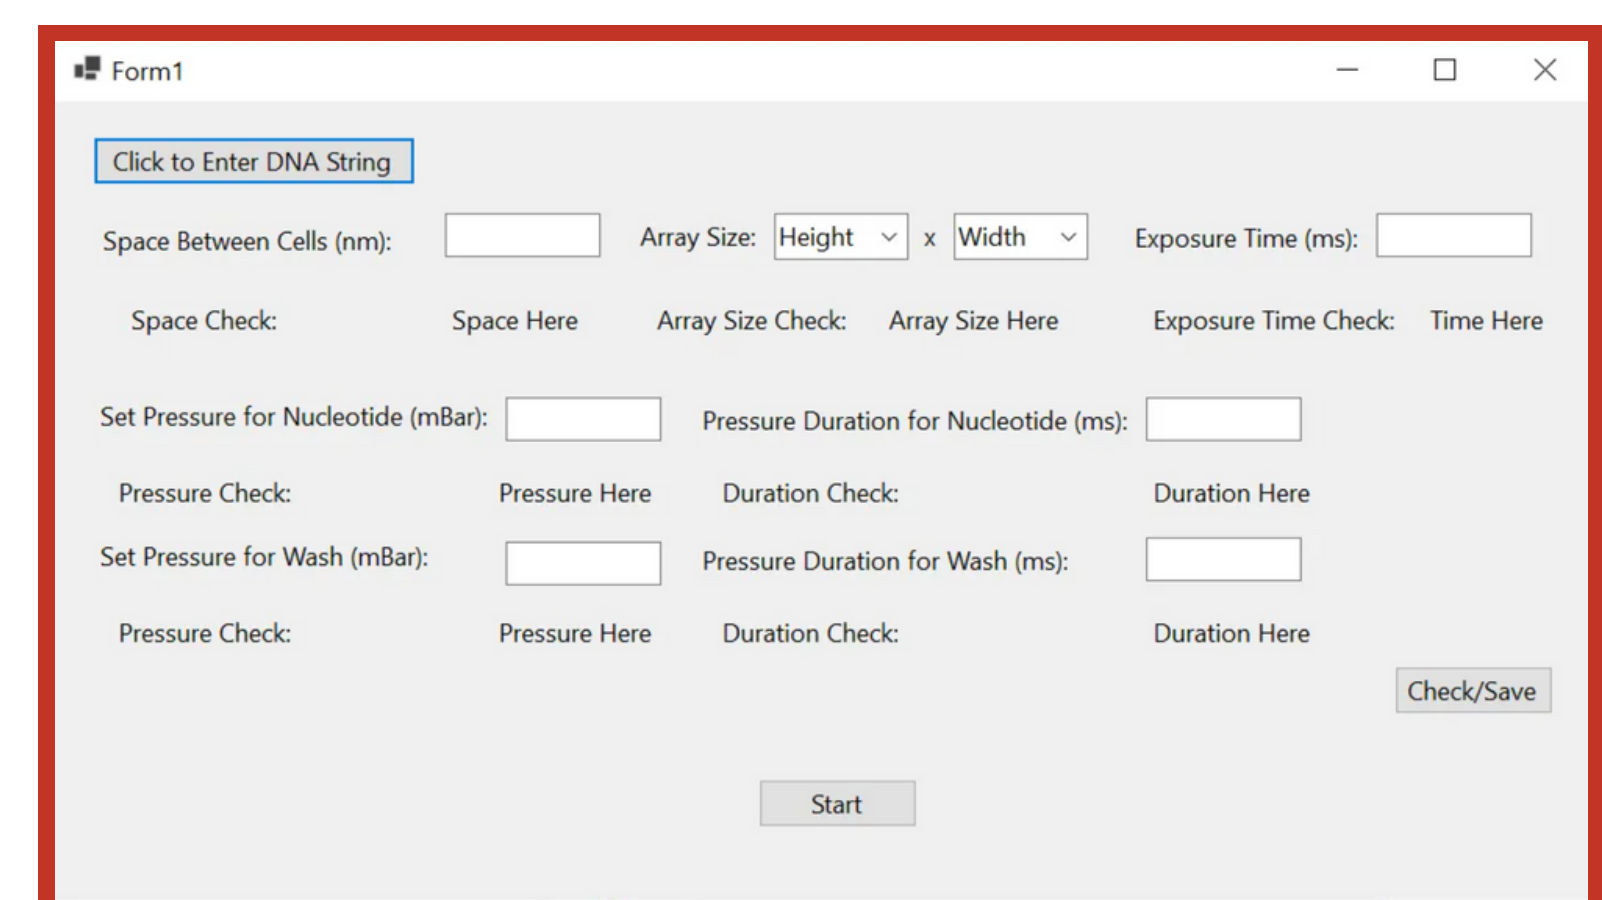 Form1
Click to Enter DNA String
Space Between Cells (nm): Array Size: Height x Width Exposure Time (ms):
Space Check: Space Here Array Size Check: Array Size Here Exposure Time Check: Time Here
Set Pressure for Nucleotide (mBar): Pressure Duration for Nucleotide (ms):
Pressure Check: Pressure Here Duration Check: Duration Here
Set Pressure for Wash (mBar): Pressure Duration for Wash (ms):
Pressure Check: Pressure Here Duration Check: Duration Here
Check/Save
Start